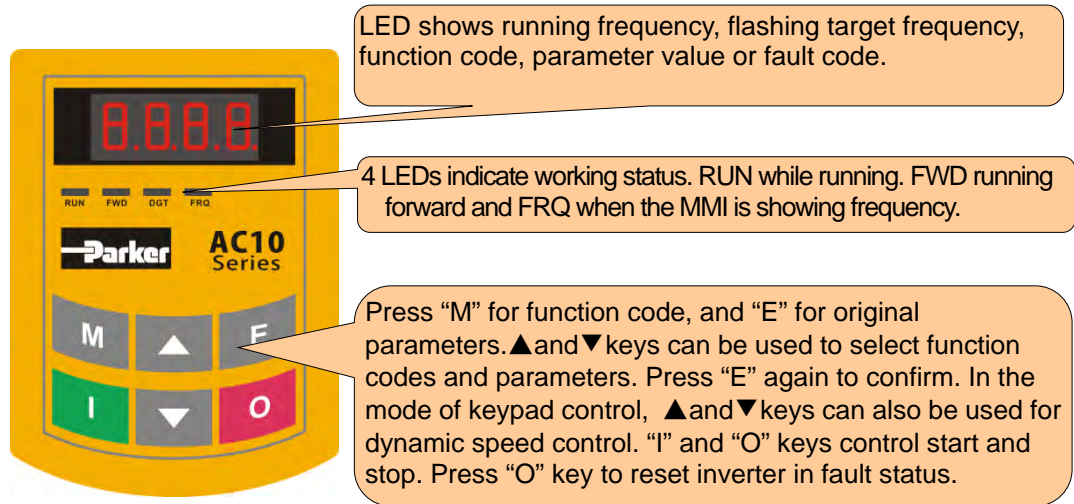 LED shows running frequency, flashing target frequency,
function code, parameter value or fault code.
8.8.8.8.
RUN FWD DGT FRQ
4 LEDs indicate working status. RUN while running. FWD running
forward and FRQ when the MMI is showing frequency.
Parker
AC10
Series
M ▲ E
I ▼ O
Press “M” for function code, and “E” for original
parameters.▲and▼keys can be used to select function
codes and parameters. Press “E” again to confirm. In the
mode of keypad control, ▲and▼keys can also be used for
dynamic speed control. “I” and “O” keys control start and
stop. Press “O” key to reset inverter in fault status.